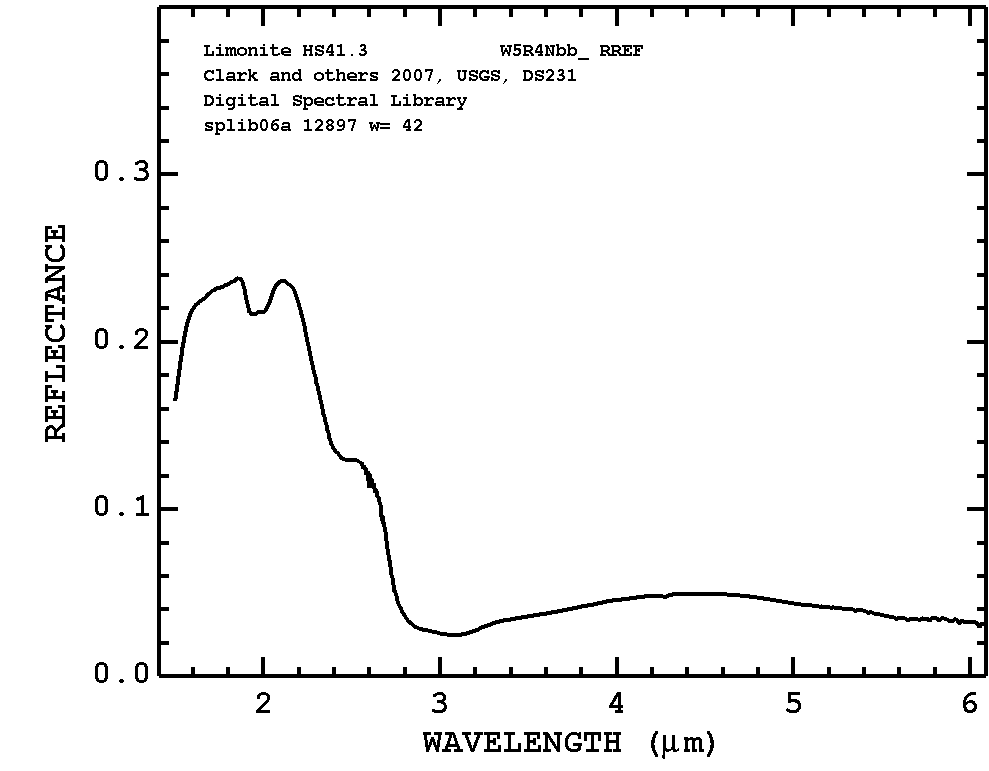 Limonite HS41.3 W5R4Nbb_ RREF
Clark and others 2007, USGS, DS231
Digital Spectral Library
splib06a 12897 w= 42
0.3
0.2
0.1
0.0
REFLECTANCE
2 3 4 5 6
WAVELENGTH (μm)